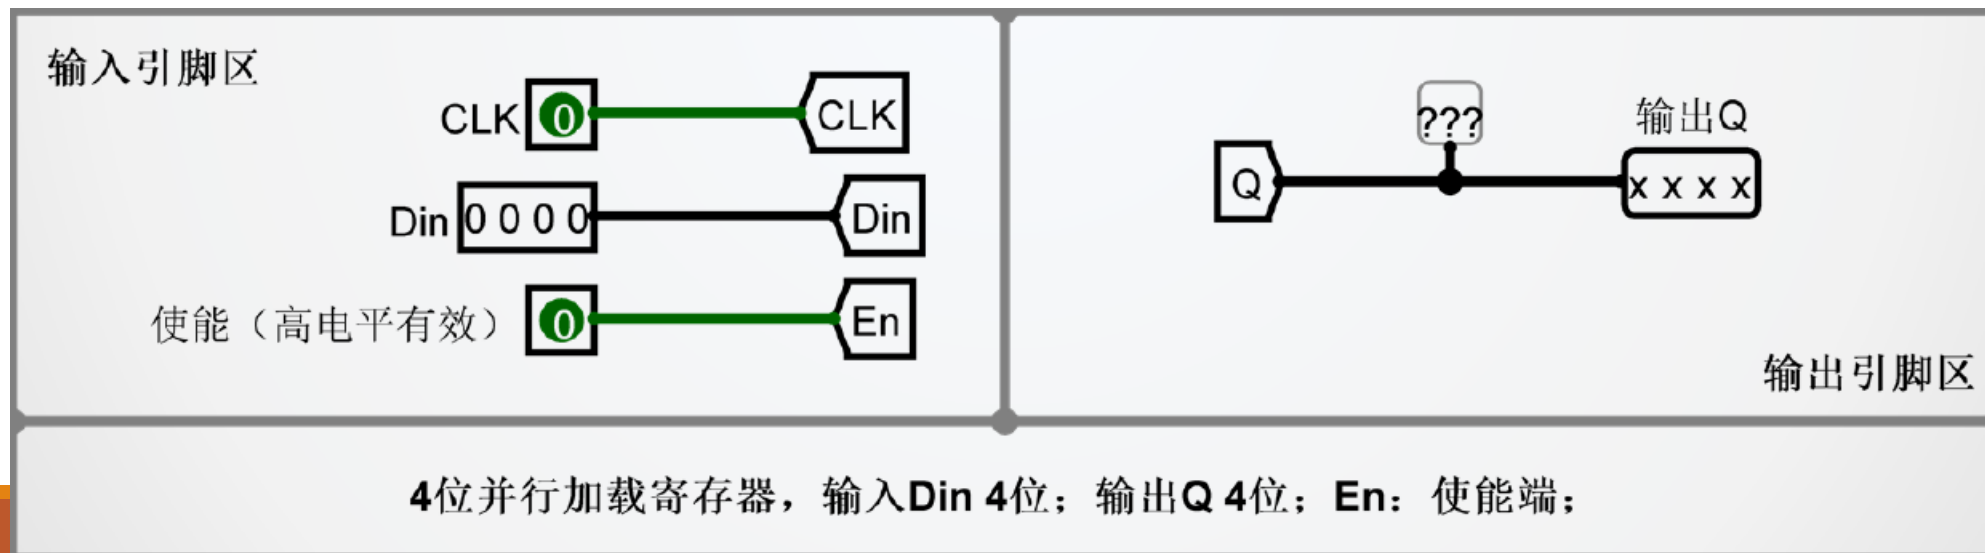 输入引脚区
CLK 0 CLK
Din 0 0 0 0 Din
使能（高电平有效） 0 En
???
输出Q
Q x x x x
输出引脚区
4位并行加载寄存器，输入Din 4位；输出Q 4位；En：使能端；